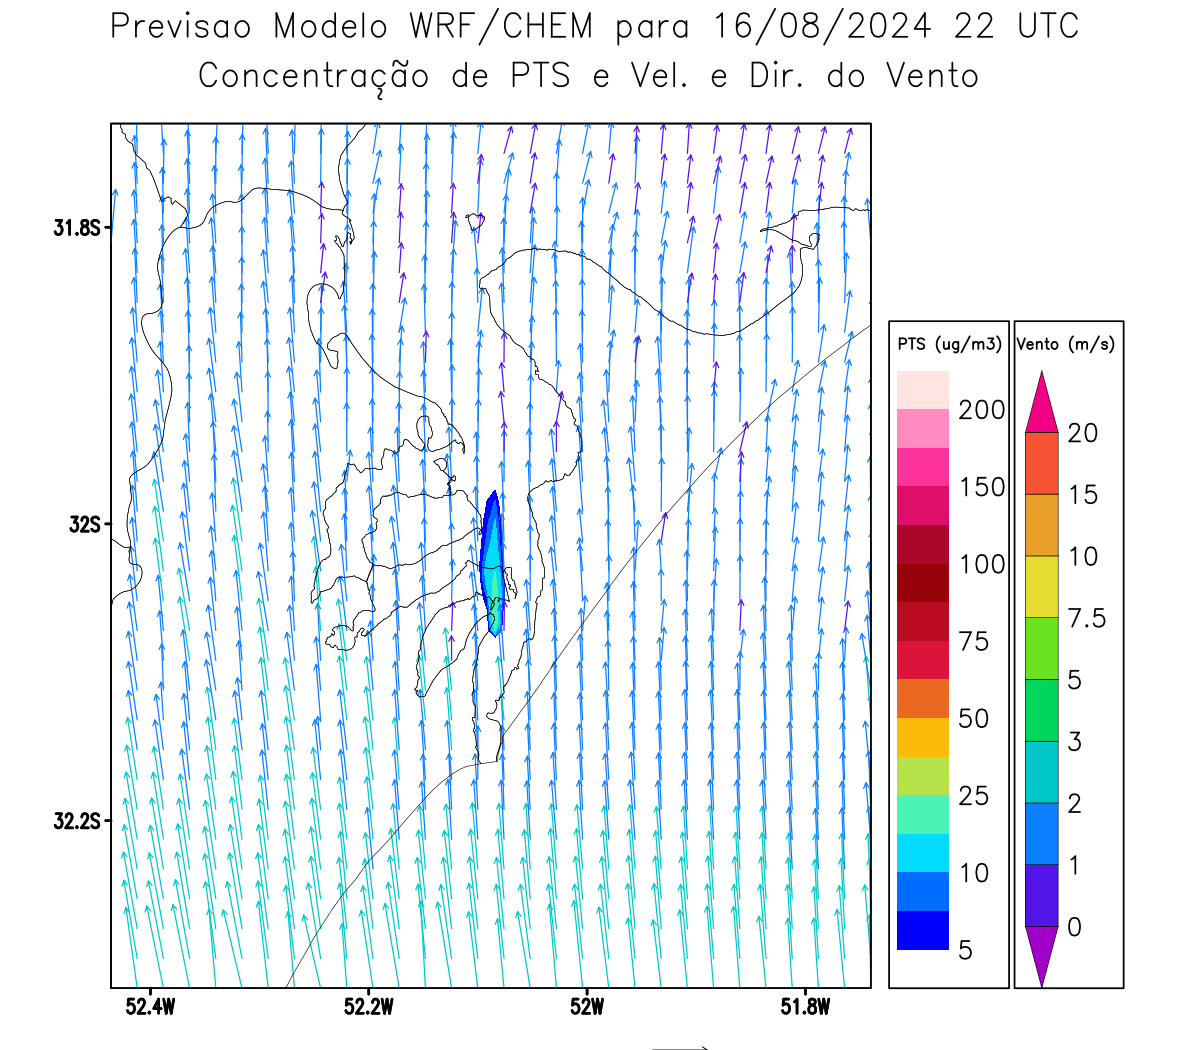 Previsao Modelo WRF/CHEM para 16/08/2024 22 UTC
Concentração de PTS e Vel. e Dir. do Vento
31.8S
32S
32.2S
52.4W
52.2W
52W
51.8W
PTS (ug/m3)
200
150
100
75
50
25
10
5
Vento (m/s)
20
15
10
7.5
5
3
2
1
0